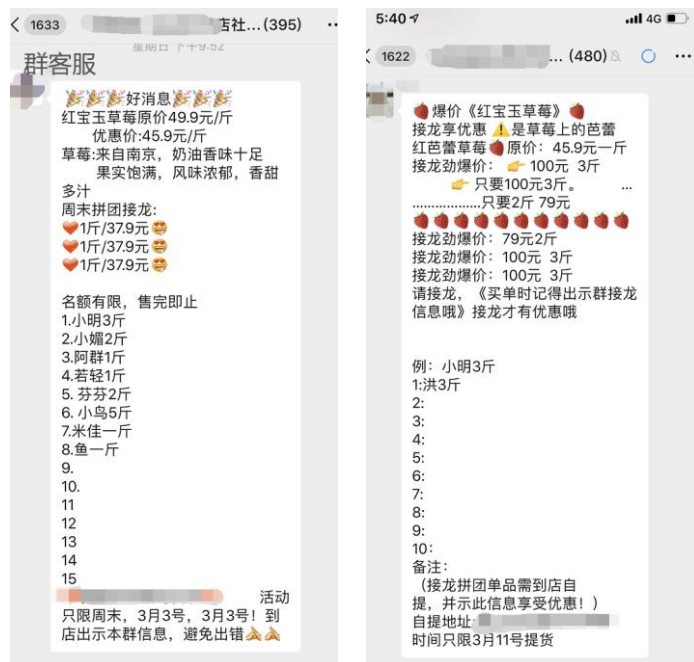 1633
店社...(395)
星期日 下午9:52
群客服
🎉🎉🎉好消息🎉🎉🎉
红宝玉草莓原价49.9元/斤
优惠价:45.9元/斤
草莓:来自南京，奶油香味十足
果实饱满，风味浓郁，香甜
多汁
周末拼团接龙:
❤️1斤/37.9元😍
❤️1斤/37.9元😍
❤️1斤/37.9元😍
名额有限，售完即止
1.小明3斤
2.小媚2斤
3.阿群1斤
4.若轻1斤
5. 芬芬2斤
6. 小鸟5斤
7.米佳一斤
8.鱼一斤
9.
10.
11
12
13
14
15
活动
只限周末，3月3号，3月3号！到
店出示本群信息，避免出错🙏🙏
5:40
4G
1622
... (480)
🍓爆价《红宝玉草莓》🍓
接龙享优惠⚠️是草莓上的芭蕾
红芭蕾草莓🍓原价：45.9元一斤
接龙劲爆价：👉100元 3斤
👉只要100元3斤。 ...
..................只要2斤 79元
🍓🍓🍓🍓🍓🍓🍓🍓🍓🍓🍓
接龙劲爆价：79元2斤
接龙劲爆价：100元 3斤
接龙劲爆价：100元 3斤
请接龙，《买单时记得出示群接龙
信息哦》接龙才有优惠哦
例：小明3斤
1:洪3斤
2:
3:
4:
5:
6:
7:
8:
9:
10:
备注：
（接龙拼团单品需到店自
提，并示此信息享受优惠！）
自提地址:
时间只限3月11号提货